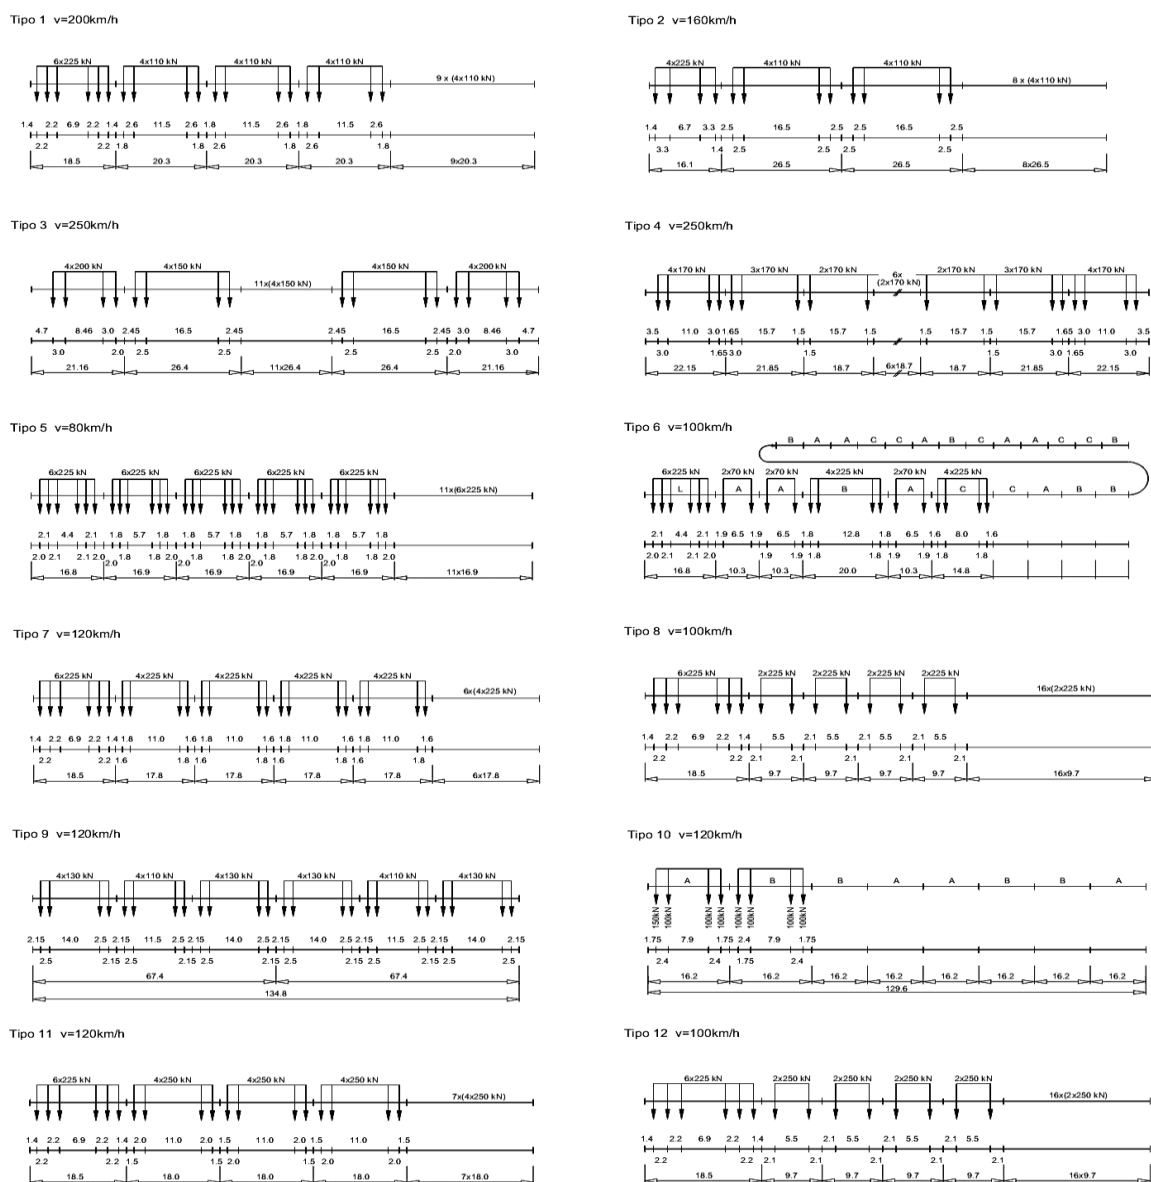 Tipo 1 v=200km/h
6x225 kN 4x110 kN 4x110 kN 4x110 kN 9 x (4x110 kN)
1.4 2.2 6.9 2.2 1.4 2.6 11.5 2.6 1.8 11.5 2.6 1.8 11.5 2.6
2.2 2.2 1.8 1.8 2.6 1.8 2.6 1.8
18.5 20.3 20.3 20.3 9x20.3
Tipo 2 v=160km/h
4x225 kN 4x110 kN 4x110 kN 8 x (4x110 kN)
1.4 6.7 3.3 2.5 16.5 2.5 2.5 16.5 2.5
3.3 1.4 2.5 2.5 2.5 2.5
16.1 26.5 26.5 8x26.5
Tipo 3 v=250km/h
4x200 kN 4x150 kN 11x(4x150 kN) 4x150 kN 4x200 kN
4.7 8.46 3.0 2.45 16.5 2.45 2.45 16.5 2.45 3.0 8.46 4.7
3.0 2.0 2.5 2.5 2.5 2.5 2.0 3.0
21.16 26.4 11x26.4 26.4 21.16
Tipo 4 v=250km/h
4x170 kN 3x170 kN 2x170 kN 6x (2x170 kN) 2x170 kN 3x170 kN 4x170 kN
3.5 11.0 3.0 1.65 15.7 1.5 15.7 1.5 1.5 15.7 1.5 15.7 1.65 3.0 11.0 3.5
3.0 1.65 3.0 1.5 1.5 3.0 1.65 3.0
22.15 21.85 18.7 6x18.7 18.7 21.85 22.15
Tipo 5 v=80km/h
6x225 kN 6x225 kN 6x225 kN 6x225 kN 6x225 kN 11x(6x225 kN)
2.1 4.4 2.1 1.8 5.7 1.8 1.8 5.7 1.8 1.8 5.7 1.8 1.8 5.7 1.8
2.0 2.1 2.1 2.0 2.0 1.8 1.8 2.0 2.0 1.8 1.8 2.0 2.0 1.8 1.8 2.0 2.0 1.8 1.8 2.0
16.8 16.9 16.9 16.9 16.9 11x16.9
Tipo 6 v=100km/h
B A A C C A B C A A C C B
6x225 kN 2x70 kN 2x70 kN 4x225 kN 2x70 kN 4x225 kN
L A A B A C C A B B
2.1 4.4 2.1 1.9 6.5 1.9 6.5 1.8 12.8 1.8 6.5 1.6 8.0 1.6
2.0 2.1 2.1 2.0 1.9 1.9 1.8 1.8 1.9 1.9 1.8 1.8
16.8 10.3 10.3 20.0 10.3 14.8
Tipo 7 v=120km/h
6x225 kN 4x225 kN 4x225 kN 4x225 kN 4x225 kN 6x(4x225 kN)
1.4 2.2 6.9 2.2 1.4 1.8 11.0 1.6 1.8 11.0 1.6 1.8 11.0 1.6 1.8 11.0 1.6
2.2 2.2 1.6 1.8 1.6 1.8 1.6 1.8 1.6 1.8
18.5 17.8 17.8 17.8 17.8 6x17.8
Tipo 8 v=100km/h
6x225 kN 2x225 kN 2x225 kN 2x225 kN 2x225 kN 16x(2x225 kN)
1.4 2.2 6.9 2.2 1.4 5.5 2.1 5.5 2.1 5.5 2.1 5.5
2.2 2.2 2.1 2.1 2.1 2.1 2.1
18.5 9.7 9.7 9.7 9.7 16x9.7
Tipo 9 v=120km/h
4x130 kN 4x110 kN 4x130 kN 4x130 kN 4x110 kN 4x130 kN
2.15 14.0 2.5 2.15 11.5 2.5 2.15 14.0 2.5 2.15 14.0 2.5 2.15 11.5 2.5 2.15 14.0 2.15
2.5 2.15 2.5 2.15 2.5 2.5 2.15 2.5 2.15 2.5
67.4 67.4
134.8
Tipo 10 v=120km/h
A B B A A B B A
150kN 100kN 100kN 100kN 100kN 100kN 100kN 100kN
1.75 7.9 1.75 2.4 7.9 1.75
2.4 2.4 1.75 2.4
16.2 16.2 16.2 16.2 16.2 16.2 16.2 16.2
129.6
Tipo 11 v=120km/h
6x225 kN 4x250 kN 4x250 kN 4x250 kN 7x(4x250 kN)
1.4 2.2 6.9 2.2 1.4 2.0 11.0 2.0 1.5 11.0 2.0 1.5 11.0 1.5
2.2 2.2 1.5 1.5 2.0 1.5 2.0 2.0
18.5 18.0 18.0 18.0 7x18.0
Tipo 12 v=100km/h
6x225 kN 2x250 kN 2x250 kN 2x250 kN 2x250 kN 16x(2x250 kN)
1.4 2.2 6.9 2.2 1.4 5.5 2.1 5.5 2.1 5.5 2.1 5.5
2.2 2.2 2.1 2.1 2.1 2.1 2.1
18.5 9.7 9.7 9.7 9.7 16x9.7